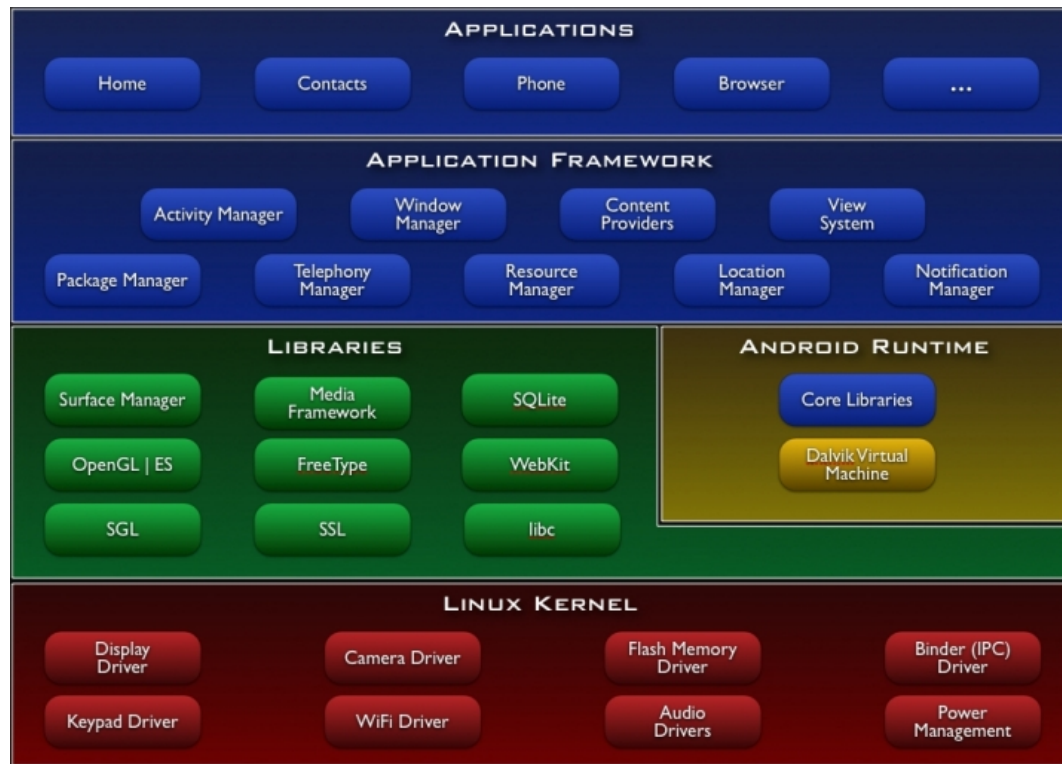 APPLICATIONS
Home
Contacts
Phone
Browser
...
APPLICATION FRAMEWORK
Activity Manager
Window
Manager
Content
Providers
View
System
Package Manager
Telephony
Manager
Resource
Manager
Location
Manager
Notification
Manager
LIBRARIES
Surface Manager
Media
Framework
SQLite
OpenGL | ES
FreeType
WebKit
SGL
SSL
libc
ANDROID RUNTIME
Core Libraries
Dalvik Virtual
Machine
LINUX KERNEL
Display
Driver
Camera Driver
Flash Memory
Driver
Binder (IPC)
Driver
Keypad Driver
WiFi Driver
Audio
Drivers
Power
Management